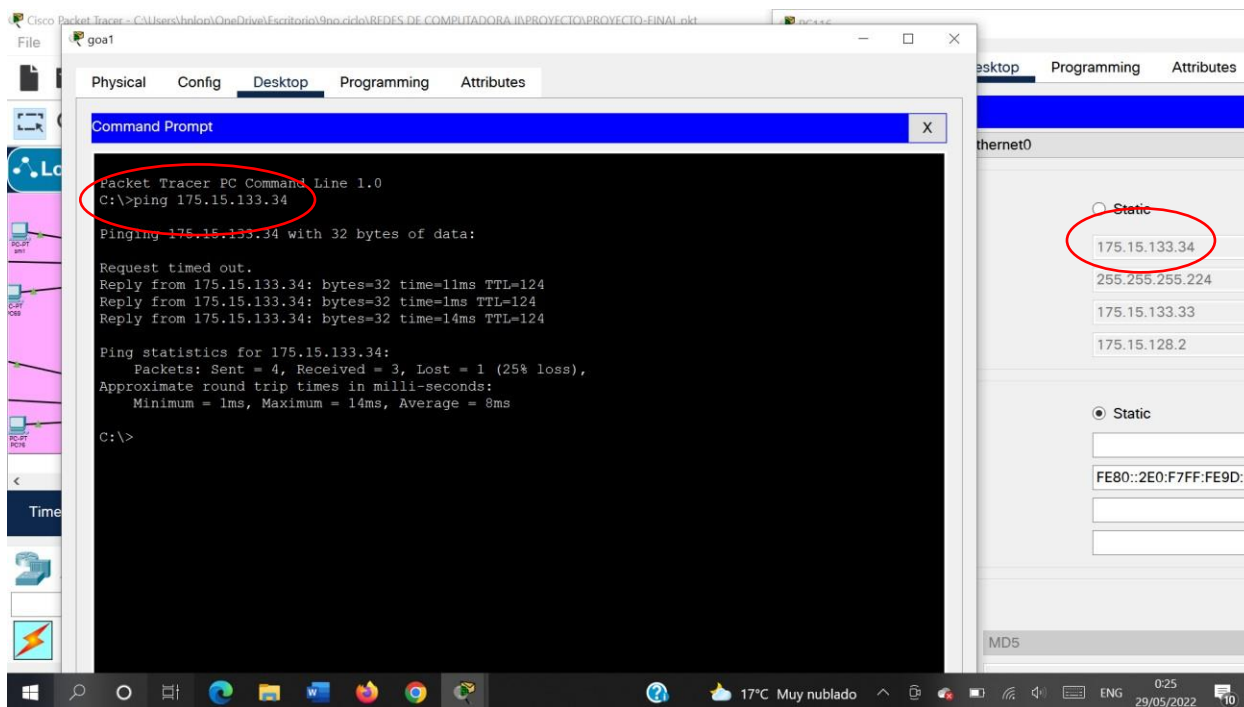 Cisco Packet Tracer - C:\Users\hnlop\OneDrive\Escritorio\9no ciclo\REDES DE COMPUTADORA II\PROYECTO\PROYECTO-FINAL.pkt
PC116
File
goa1
Physical Config Desktop Programming Attributes
esktop Programming Attributes
Command Prompt
X
thernet0
Lo
Packet Tracer PC Command Line 1.0
C:\>ping 175.15.133.34
Pinging 175.15.133.34 with 32 bytes of data:
Request timed out.
Reply from 175.15.133.34: bytes=32 time=11ms TTL=124
Reply from 175.15.133.34: bytes=32 time=1ms TTL=124
Reply from 175.15.133.34: bytes=32 time=14ms TTL=124
Ping statistics for 175.15.133.34:
Packets: Sent = 4, Received = 3, Lost = 1 (25% loss),
Approximate round trip times in milli-seconds:
Minimum = 1ms, Maximum = 14ms, Average = 8ms
C:\>
Static
175.15.133.34
255.255.255.224
175.15.133.33
175.15.128.2
Static
FE80::2E0:F7FF:FE9D:
MD5
PC-PT
PC-PT
PC76
Time
17°C Muy nublado
ENG
0:25
29/05/2022
10